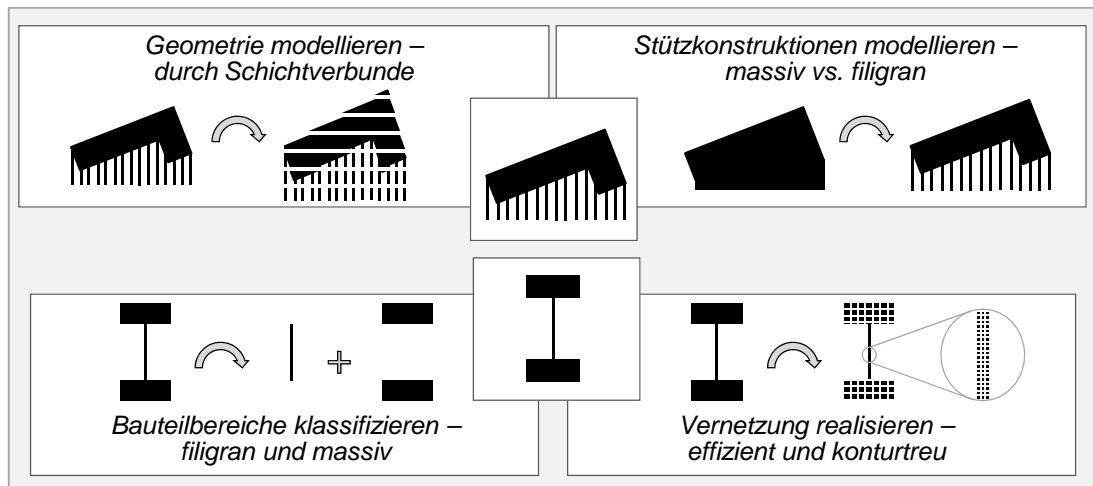 Geometrie modellieren –
durch Schichtverbunde
Stützkonstruktionen modellieren –
massiv vs. filigran
Bauteilbereiche klassifizieren –
filigran und massiv
Vernetzung realisieren –
effizient und konturtreu